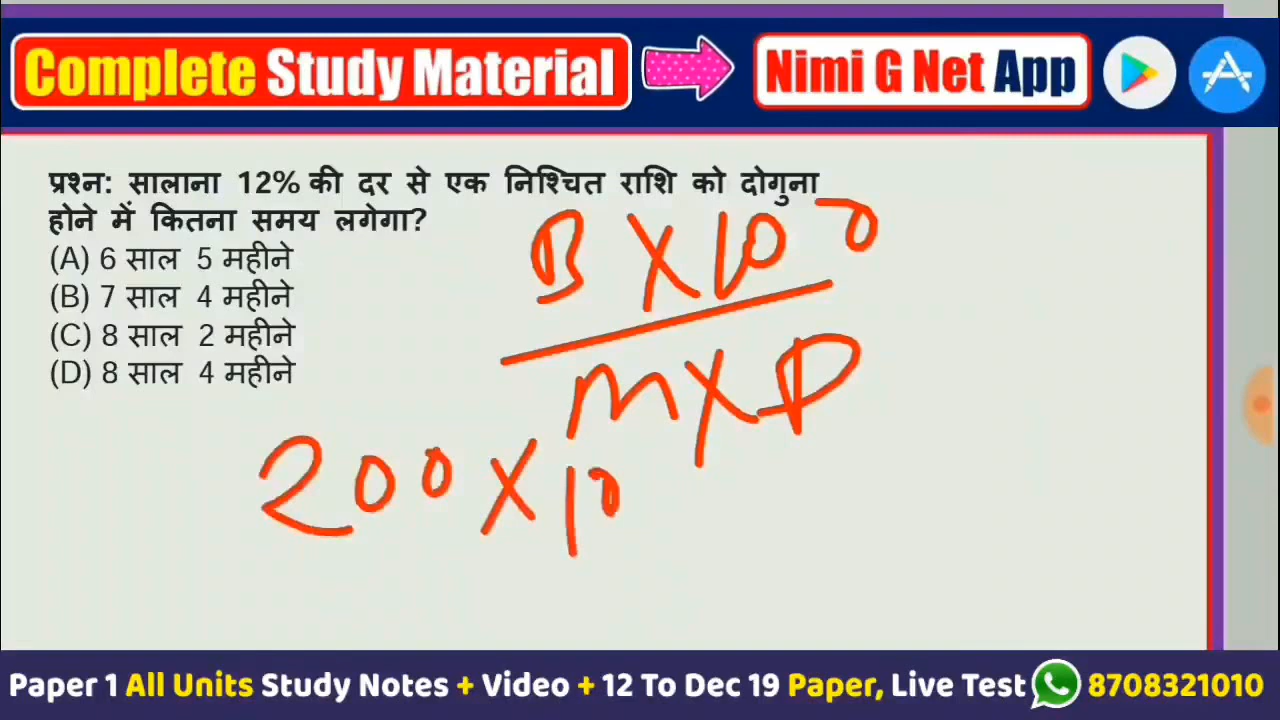 Complete Study Material Nimi G Net App
प्रश्न: सालाना 12% की दर से एक निश्चित राशि को दोगुना
होने में कितना समय लगेगा?
(A) 6 साल 5 महीने
(B) 7 साल 4 महीने
(C) 8 साल 2 महीने
(D) 8 साल 4 महीने
B X 100
M X P
200 X 10
Paper 1 All Units Study Notes + Video + 12 To Dec 19 Paper, Live Test 8708321010